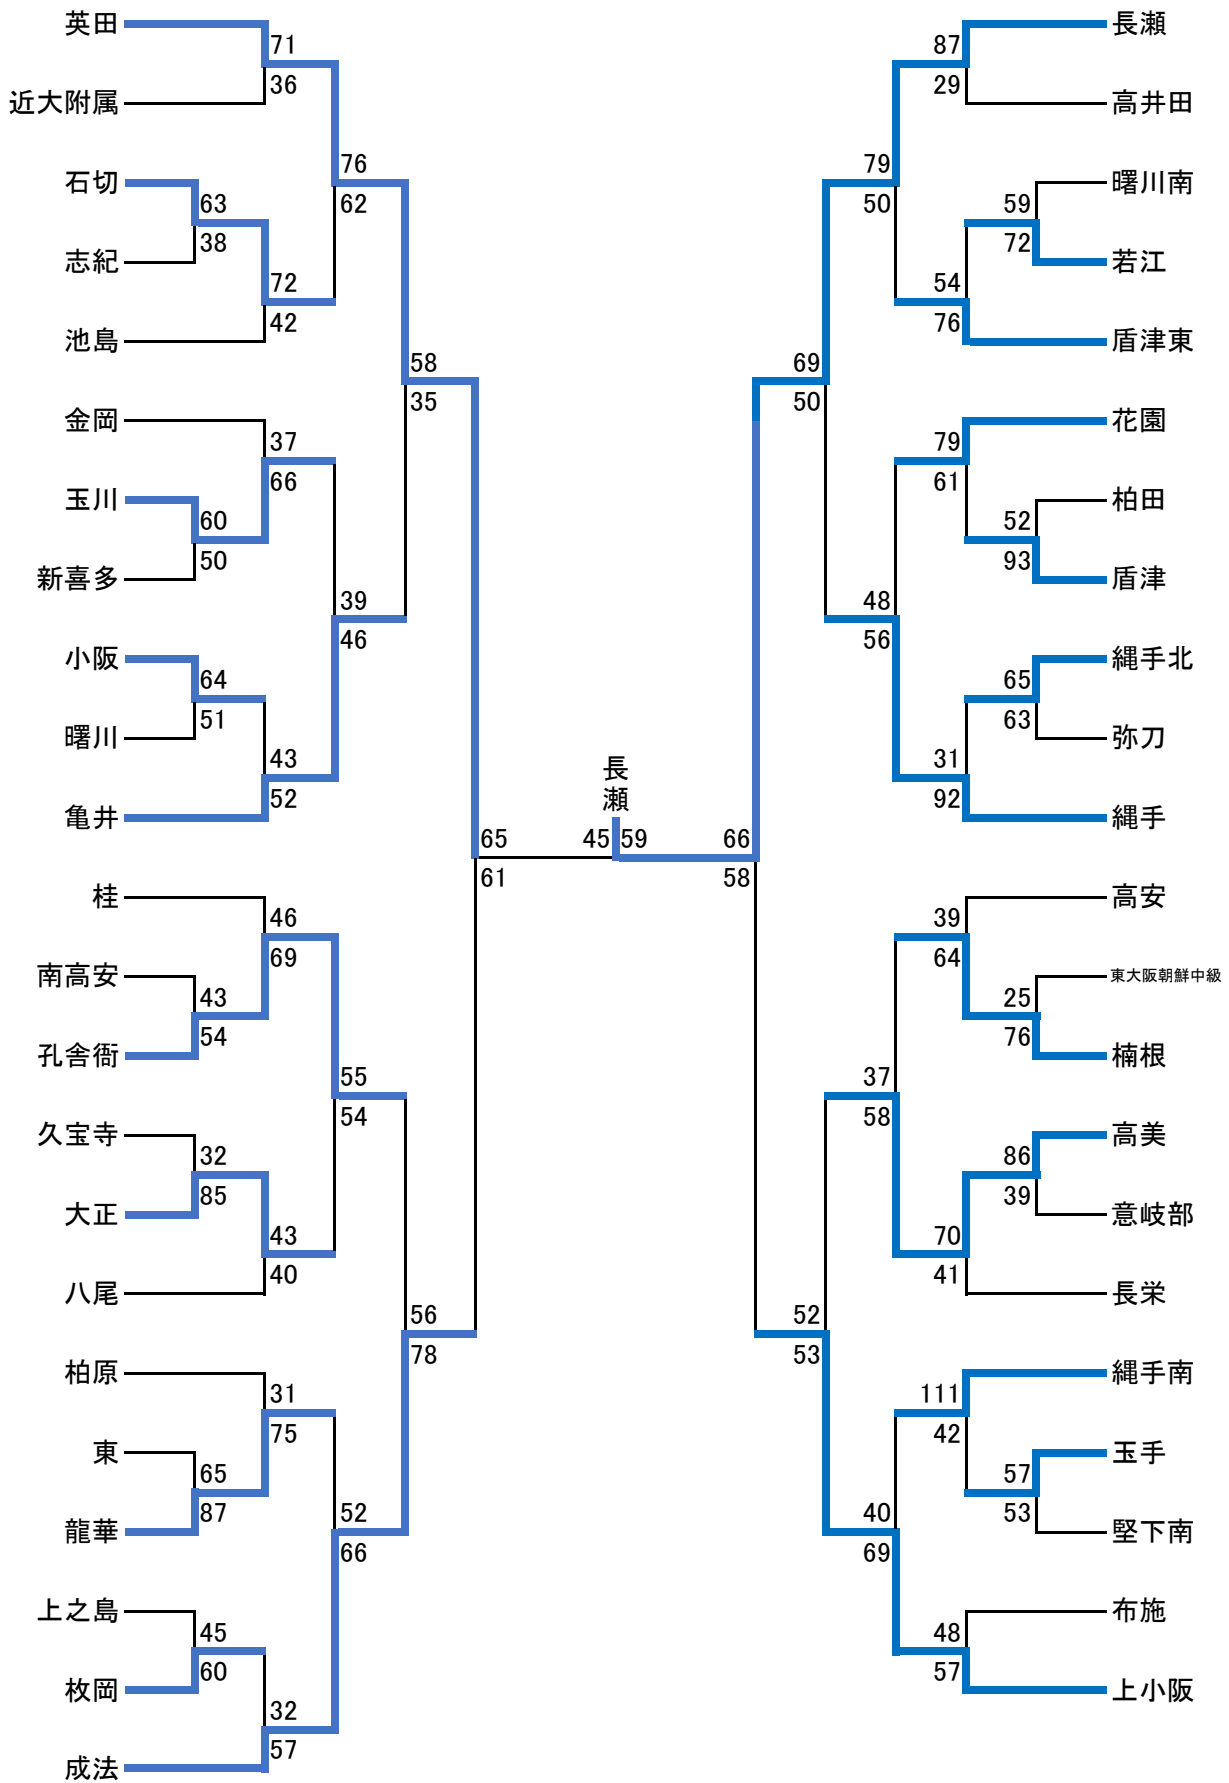 英田
71
36
近大附属
76
62
石切
63
38
志紀
72
42
池島
58
35
金岡
37
66
玉川
60
50
新喜多
39
46
小阪
64
51
曙川
43
52
亀井
65
61
桂
46
69
南高安
43
54
孔舎衙
55
54
久宝寺
32
85
大正
43
40
八尾
56
78
柏原
31
75
東
65
87
龍華
52
66
上之島
45
60
枚岡
32
57
成法
長瀬
45 59
長瀬
87
29
高井田
79
50
曙川南
59
72
若江
54
76
盾津東
69
50
花園
79
61
柏田
52
93
盾津
48
56
縄手北
65
63
弥刀
31
92
縄手
66
58
高安
39
64
東大阪朝鮮中級
25
76
楠根
37
58
高美
86
39
意岐部
70
41
長栄
52
53
縄手南
111
42
玉手
57
53
堅下南
40
69
布施
48
57
上小阪